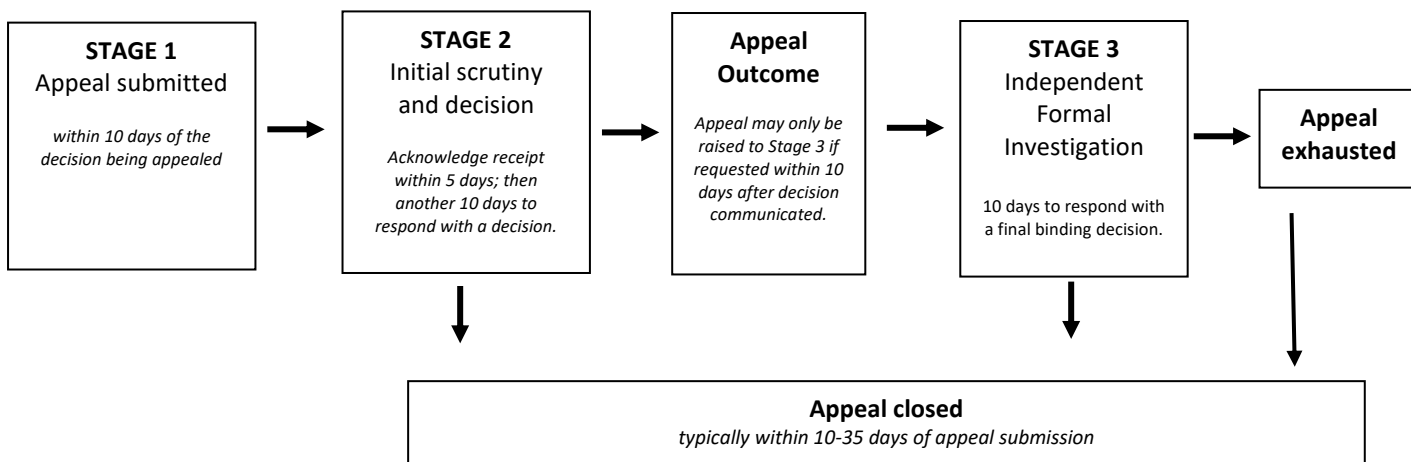 STAGE 1
Appeal submitted
within 10 days of the
decision being appealed
STAGE 2
Initial scrutiny
and decision
Acknowledge receipt
within 5 days; then
another 10 days to
respond with a decision.
Appeal
Outcome
Appeal may only be
raised to Stage 3 if
requested within 10
days after decision
communicated.
STAGE 3
Independent
Formal
Investigation
10 days to respond with
a final binding decision.
Appeal
exhausted
Appeal closed
typically within 10-35 days of appeal submission